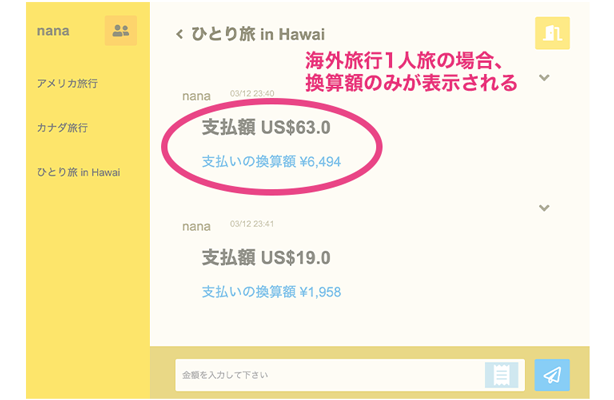 nana
アメリカ旅行
カナダ旅行
ひとり旅 in Hawai
ひとり旅 in Hawai
海外旅行1人旅の場合、
換算額のみが表示される
nana 03/12 23:40
支払額 US$63.0
支払いの換算額 ¥6,494
nana 03/12 23:41
支払額 US$19.0
支払いの換算額 ¥1,958
金額を入力して下さい